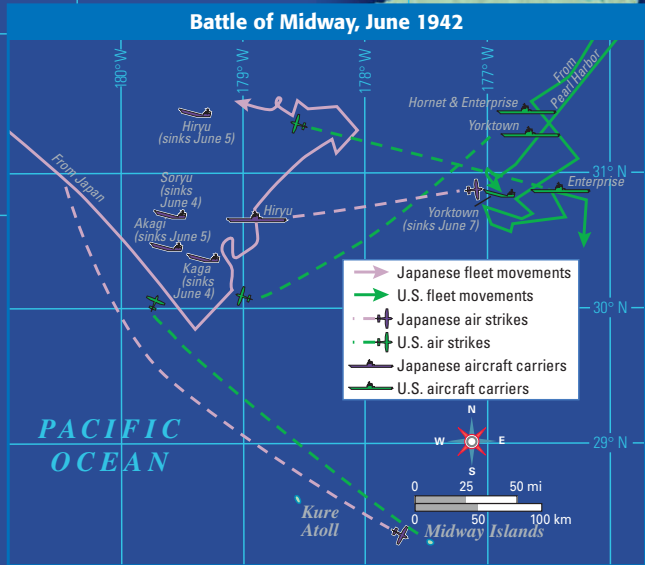 Battle of Midway, June 1942
180° W
179° W
178° W
177° W
From
Pearl Harbor
Hornet & Enterprise
Yorktown
Hiryu
(sinks June 5)
31° N
From Japan
Soryu
(sinks
June 4)
Enterprise
Hiryu
Yorktown
(sinks June 7)
Akagi
(sinks June 5)
Kaga
(sinks
June 4)
Japanese fleet movements
U.S. fleet movements
Japanese air strikes
U.S. air strikes
Japanese aircraft carriers
U.S. aircraft carriers
30° N
N
W E
S
29° N
PACIFIC
OCEAN
0 25 50 mi
0 50 100 km
Kure
Atoll
Midway Islands